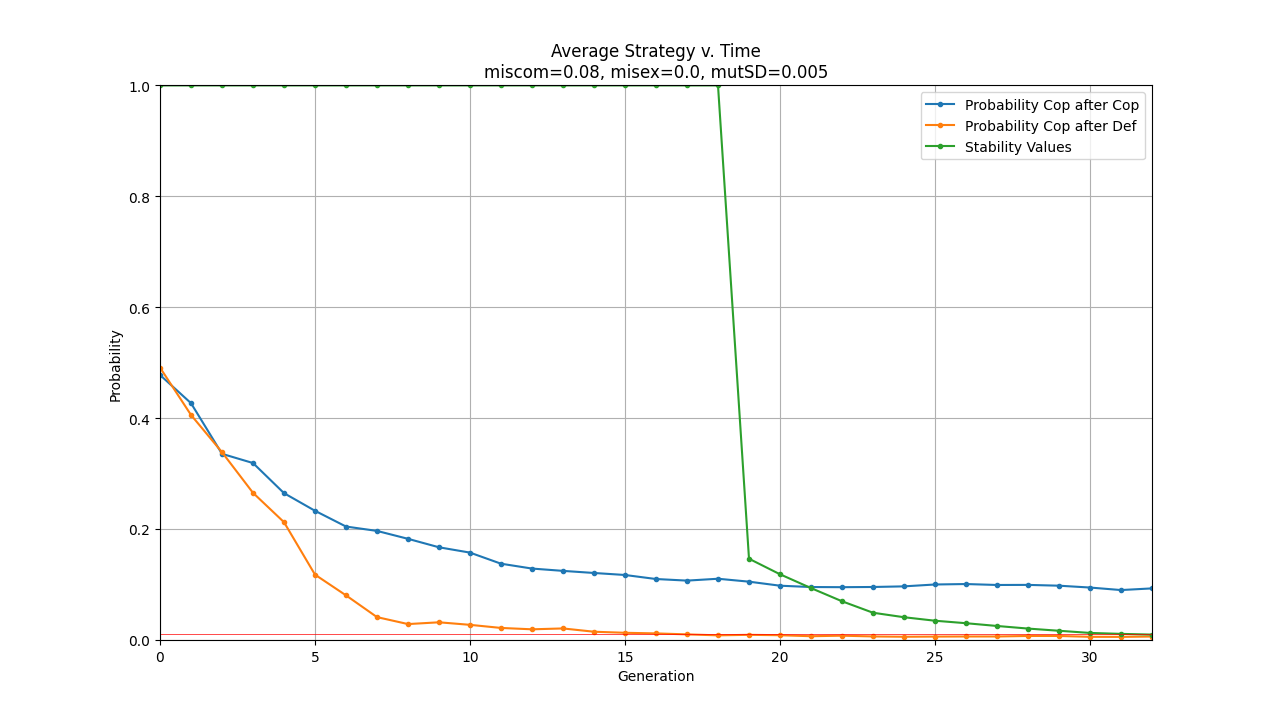 Average Strategy v. Time
miscom=0.08, misex=0.0, mutSD=0.005
Probability Cop after Cop
Probability Cop after Def
Stability Values
1.0
0.8
0.6
0.4
0.2
0.0
Probability
0 5 10 15 20 25 30
Generation